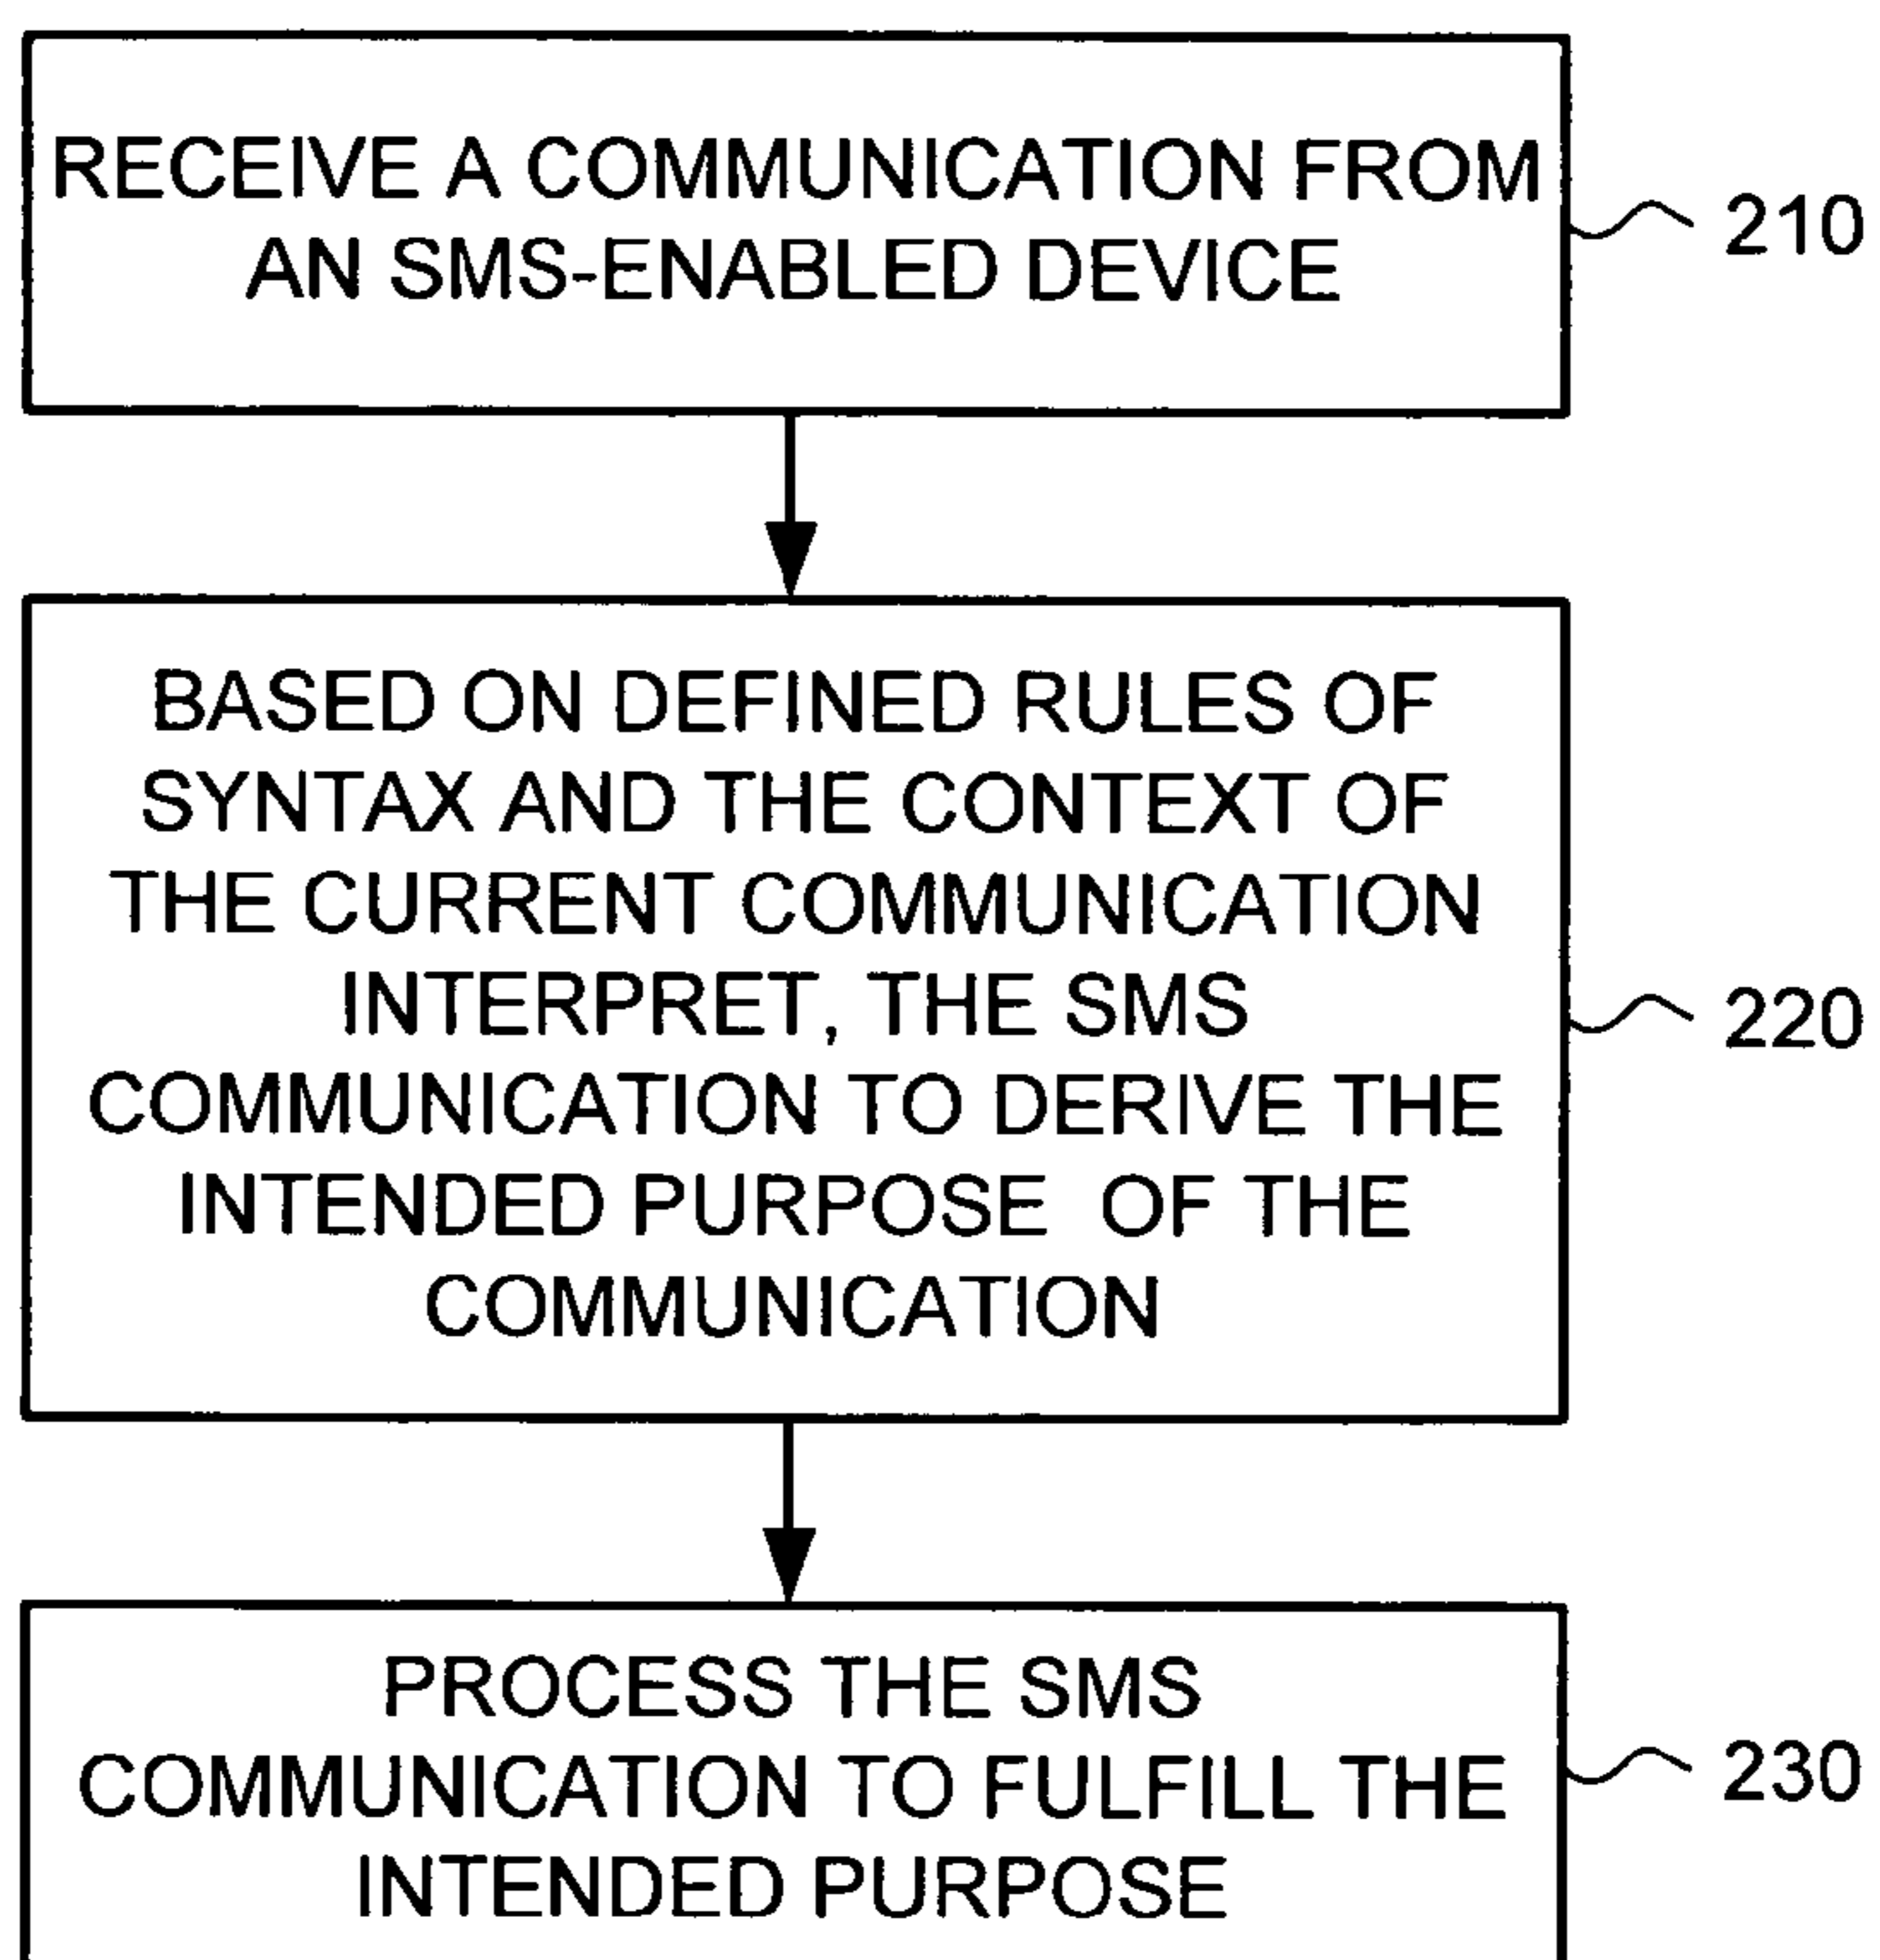 RECEIVE A COMMUNICATION FROM
AN SMS-ENABLED DEVICE
210
BASED ON DEFINED RULES OF
SYNTAX AND THE CONTEXT OF
THE CURRENT COMMUNICATION
INTERPRET, THE SMS
COMMUNICATION TO DERIVE THE
INTENDED PURPOSE OF THE
COMMUNICATION
220
PROCESS THE SMS
COMMUNICATION TO FULFILL THE
INTENDED PURPOSE
230